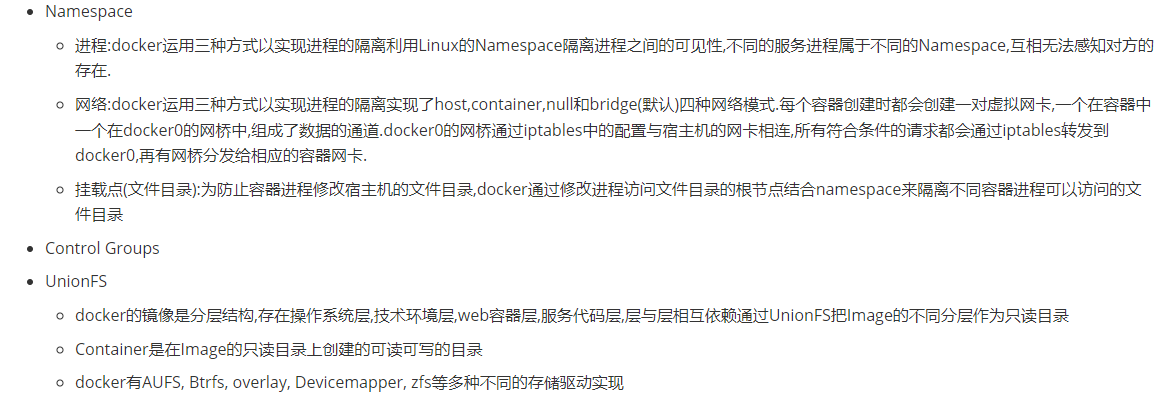 Namespace
进程:docker运用三种方式以实现进程的隔离利用Linux的Namespace隔离进程之间的可见性,不同的服务进程属于不同的Namespace,互相无法感知对方的
存在.
网络:docker运用三种方式以实现进程的隔离实现了host,container,null和bridge(默认)四种网络模式.每个容器创建时都会创建一对虚拟网卡,一个在容器中
一个在docker0的网桥中,组成了数据的通道.docker0的网桥通过iptables中的配置与宿主机的网卡相连,所有符合条件的请求都会通过iptables转发到
docker0,再有网桥分发给相应的容器网卡.
挂载点(文件目录):为防止容器进程修改宿主机的文件目录,docker通过修改进程访问文件目录的根节点结合namespace来隔离不同容器进程可以访问的文
件目录
Control Groups
UnionFS
docker的镜像是分层结构,存在操作系统层,技术环境层,web容器层,服务代码层,层与层相互依赖通过UnionFS把Image的不同分层作为只读目录
Container是在Image的只读目录上创建的可读可写的目录
docker有AUFS, Btrfs, overlay, Devicemapper, zfs等多种不同的存储驱动实现